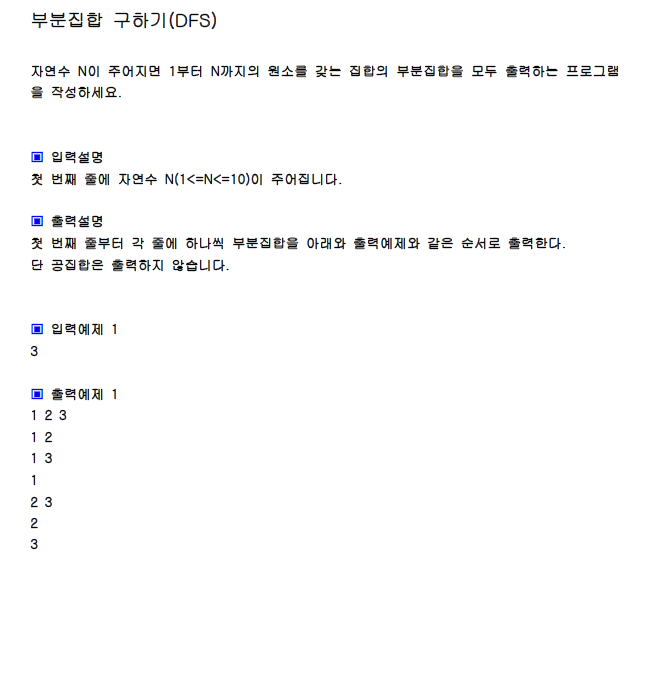 부분집합 구하기(DFS)
자연수 N이 주어지면 1부터 N까지의 원소를 갖는 집합의 부분집합을 모두 출력하는 프로그램
을 작성하세요.
▣ 입력설명
첫 번째 줄에 자연수 N(1<=N<=10)이 주어집니다.
▣ 출력설명
첫 번째 줄부터 각 줄에 하나씩 부분집합을 아래와 출력예제와 같은 순서로 출력한다.
단 공집합은 출력하지 않습니다.
▣ 입력예제 1
3
▣ 출력예제 1
1 2 3
1 2
1 3
1
2 3
2
3